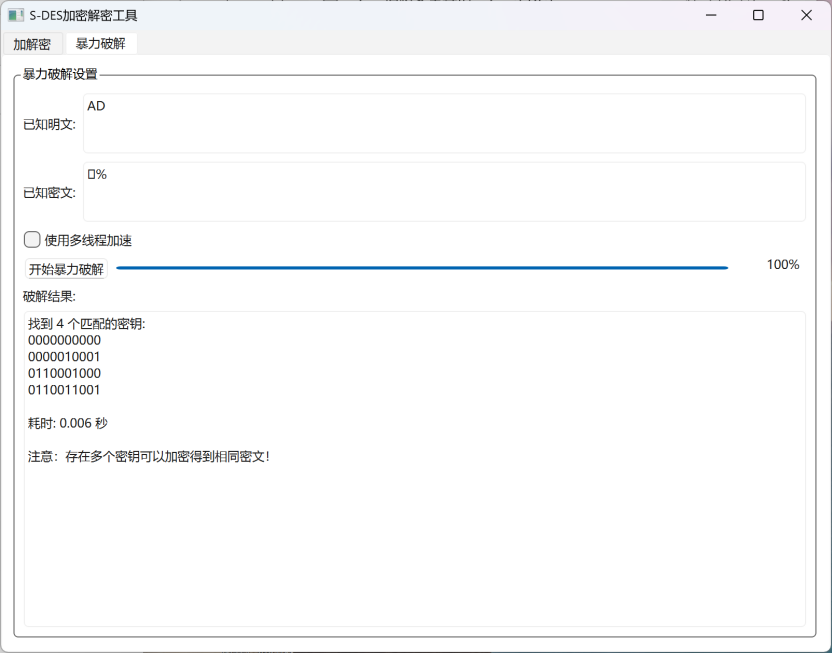 S-DES加密解密工具
加解密
暴力破解
暴力破解设置
已知明文:
AD
已知密文:
%
使用多线程加速
开始暴力破解
100%
破解结果:
找到 4 个匹配的密钥:
0000000000
0000010001
0110001000
0110011001
耗时: 0.006 秒
注意：存在多个密钥可以加密得到相同密文！